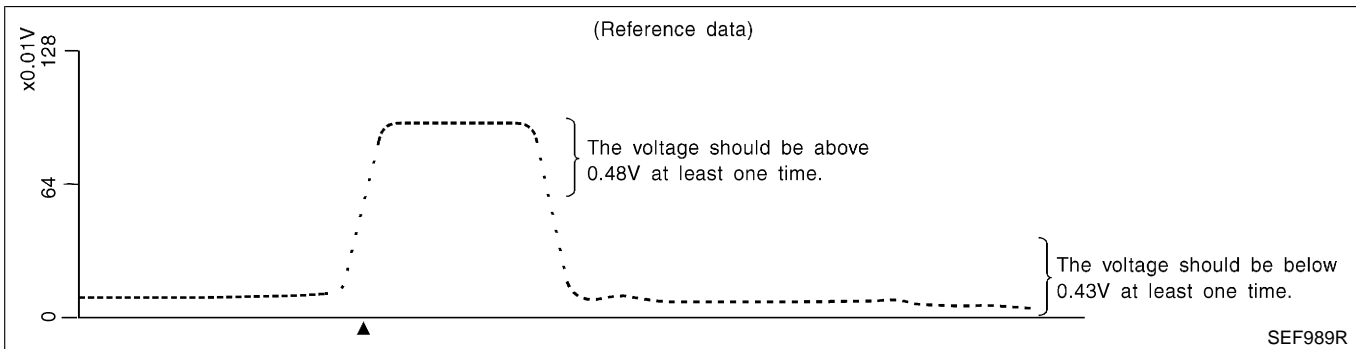 (Reference data)
x0.01V
128
64
0
The voltage should be above
0.48V at least one time.
The voltage should be below
0.43V at least one time.
SEF989R